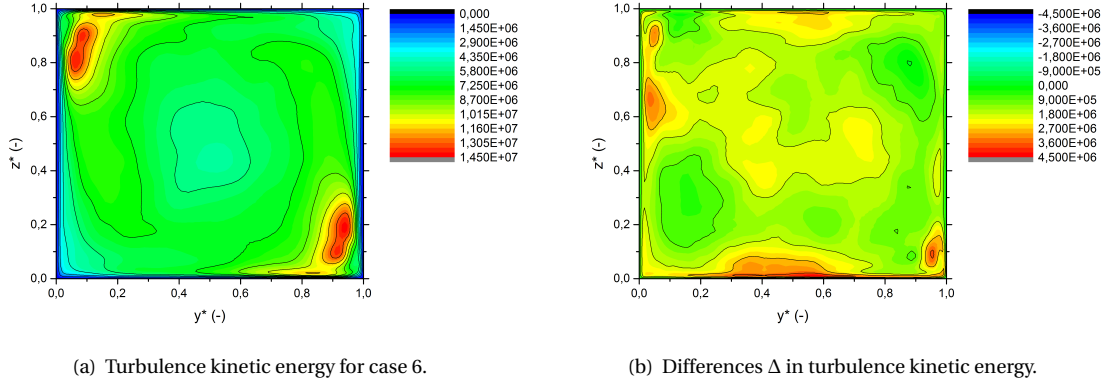 1,0
0,8
0,6
0,4
0,2
0,0
z* (-)
0,0 0,2 0,4 0,6 0,8 1,0
y* (-)
0,000
1,450E+06
2,900E+06
4,350E+06
5,800E+06
7,250E+06
8,700E+06
1,015E+07
1,160E+07
1,305E+07
1,450E+07
(a) Turbulence kinetic energy for case 6.
1,0
0,8
0,6
0,4
0,2
0,0
z* (-)
0,0 0,2 0,4 0,6 0,8 1,0
y* (-)
-4,500E+06
-3,600E+06
-2,700E+06
-1,800E+06
-9,000E+05
0,000
9,000E+05
1,800E+06
2,700E+06
3,600E+06
4,500E+06
(b) Differences Δ in turbulence kinetic energy.